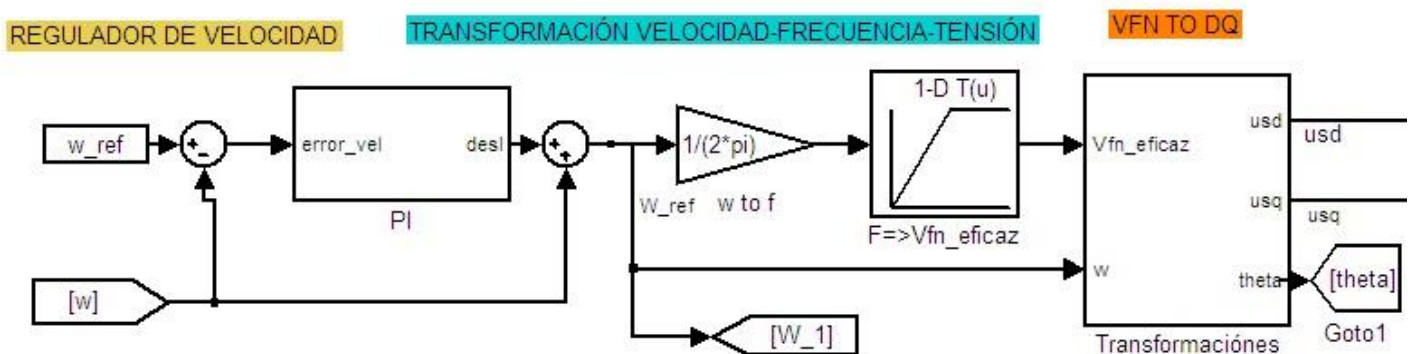 REGULADOR DE VELOCIDAD
TRANSFORMACIÓN VELOCIDAD-FRECUENCIA-TENSIÓN
VFN TO DQ
w_ref
+
-
error_vel
desl
PI
+
+
1/(2*pi)
W_ref
w to f
1-D T(u)
F=>Vfn_eficaz
Vfn_eficaz
w
usd
usq
theta
Transformaciónes
usd
usq
[theta]
Goto1
[w]
[W_1]